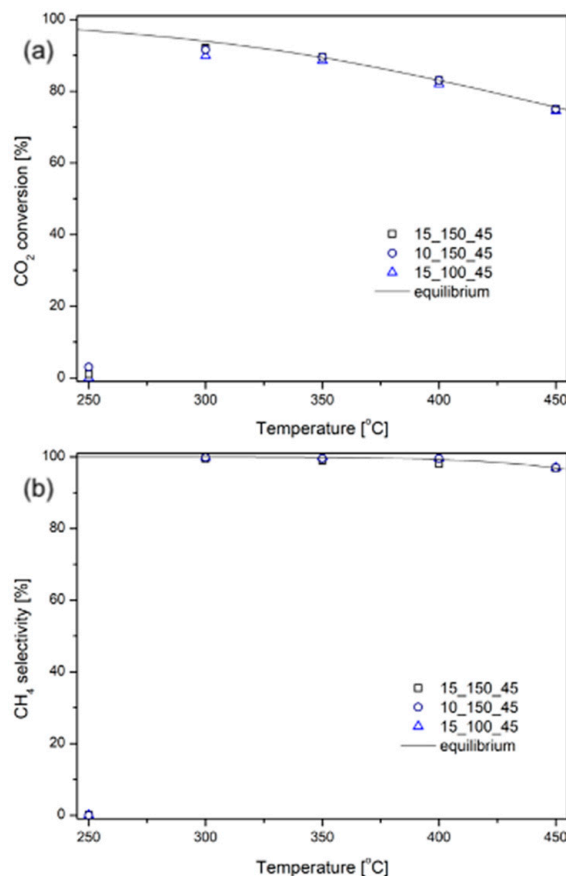 (a)
CO2 conversion [%]
100
80
60
40
20
0
15_150_45
10_150_45
15_100_45
equilibrium
250 300 350 400 450
Temperature [°C]
(b)
CH4 selectivity [%]
100
80
60
40
20
0
15_150_45
10_150_45
15_100_45
equilibrium
250 300 350 400 450
Temperature [°C]